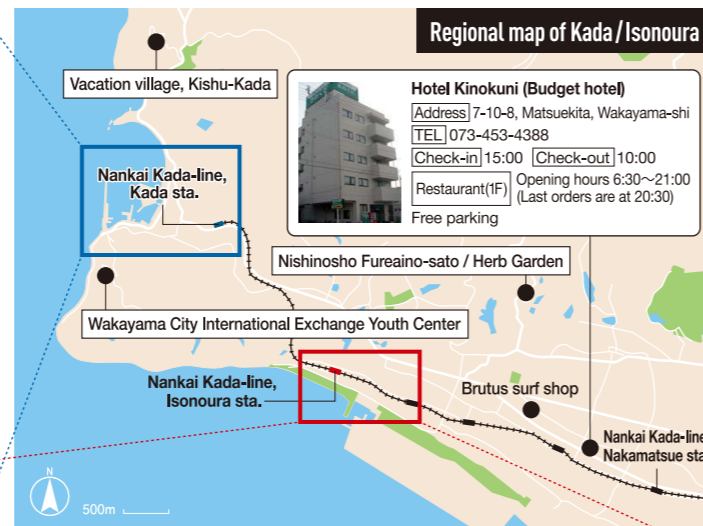 Regional map of Kada / Isonoura
Vacation village, Kishu-Kada
Hotel Kinokuni (Budget hotel)
Address 7-10-8, Matsuekita, Wakayama-shi
TEL 073-453-4388
Check-in 15:00 Check-out 10:00
Restaurant(1F) Opening hours 6:30～21:00
(Last orders are at 20:30)
Free parking
Nankai Kada-line,
Kada sta.
Nishinosho Fureaino-sato / Herb Garden
Wakayama City International Exchange Youth Center
Nankai Kada-line,
Isonoura sta.
Brutus surf shop
Nankai Kada-line
Nakamatsue sta
N
500m